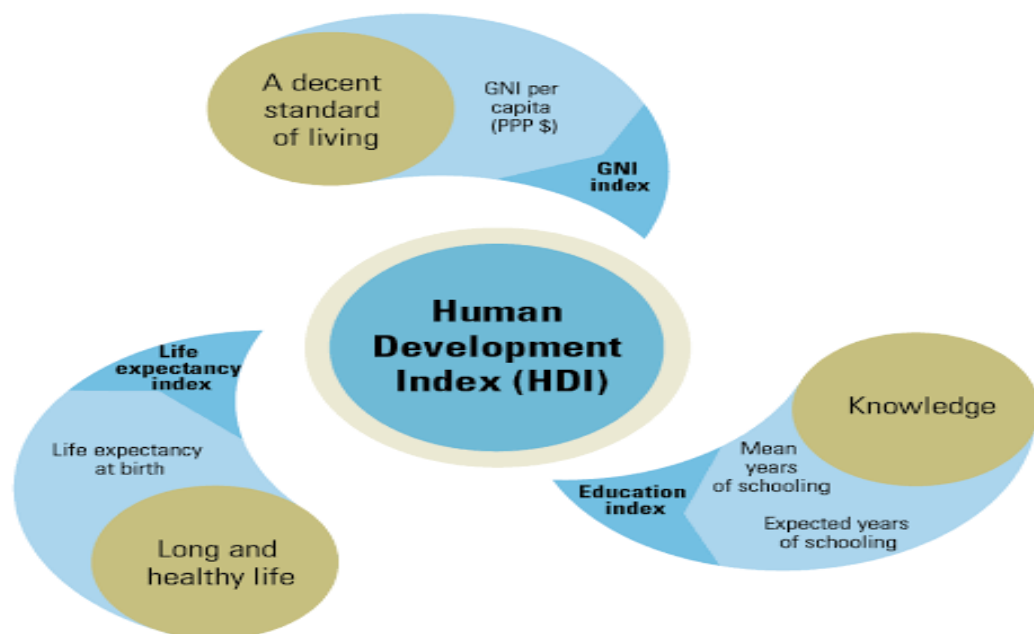 A decent
standard
of living
GNI per
capita
(PPP $)
GNI
index
Human
Development
Index (HDI)
Life
expectancy
index
Life expectancy
at birth
Long and
healthy life
Knowledge
Mean
years
of schooling
Expected years
of schooling
Education
index